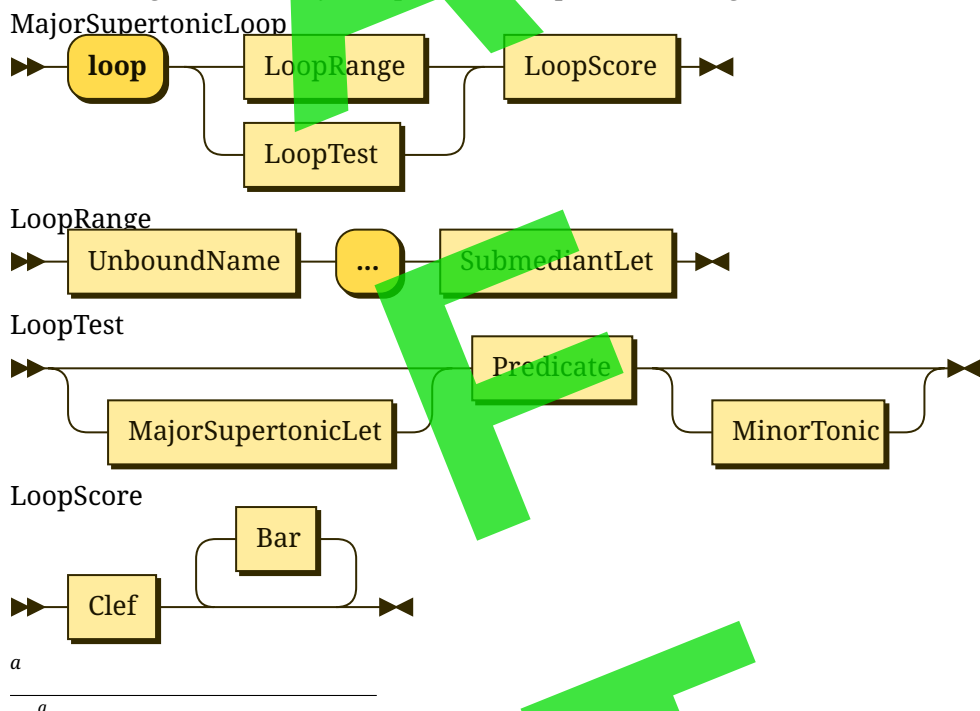 MajorSupertonicLoop
loop LoopRange LoopScore
LoopTest
LoopRange
UnboundName ... SubmediantLet
LoopTest
Predicate
MajorSupertonicLet MinorTonic
LoopScore
Bar
Clef
a
a